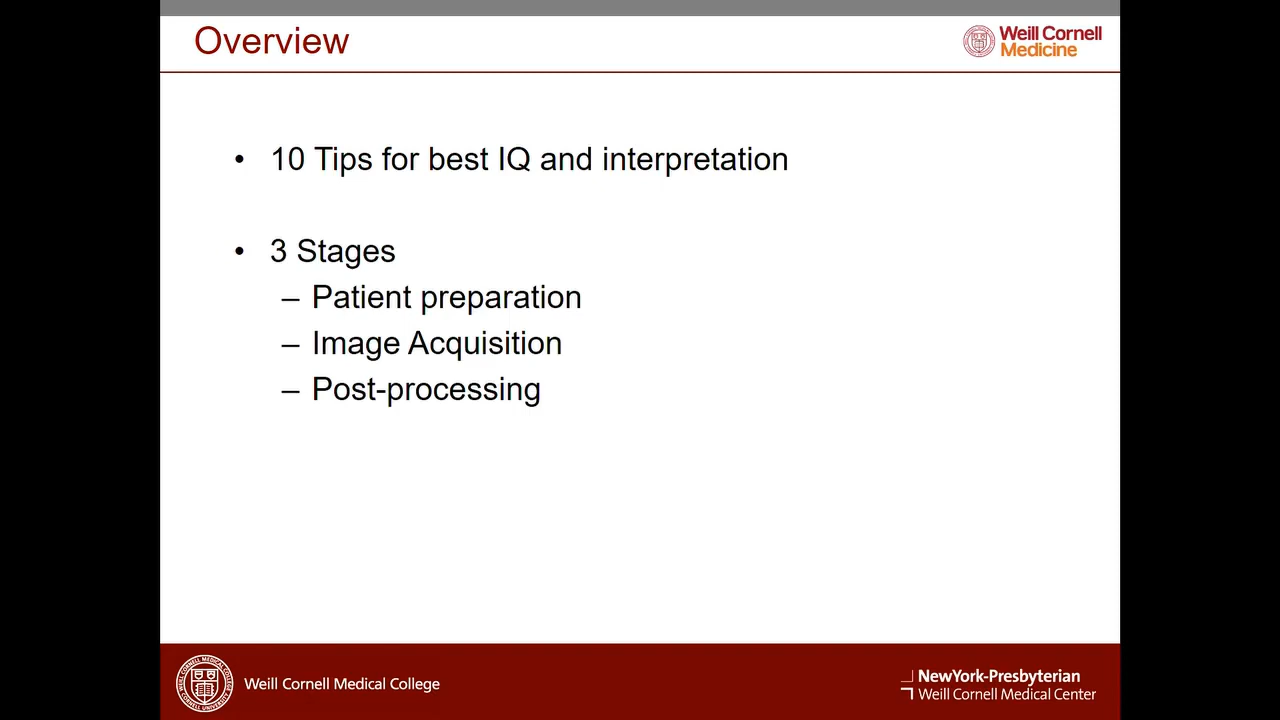 Overview
Weill Cornell
Medicine
• 10 Tips for best IQ and interpretation
• 3 Stages
– Patient preparation
– Image Acquisition
– Post-processing
Weill Cornell Medical College
NewYork-Presbyterian
Weill Cornell Medical Center